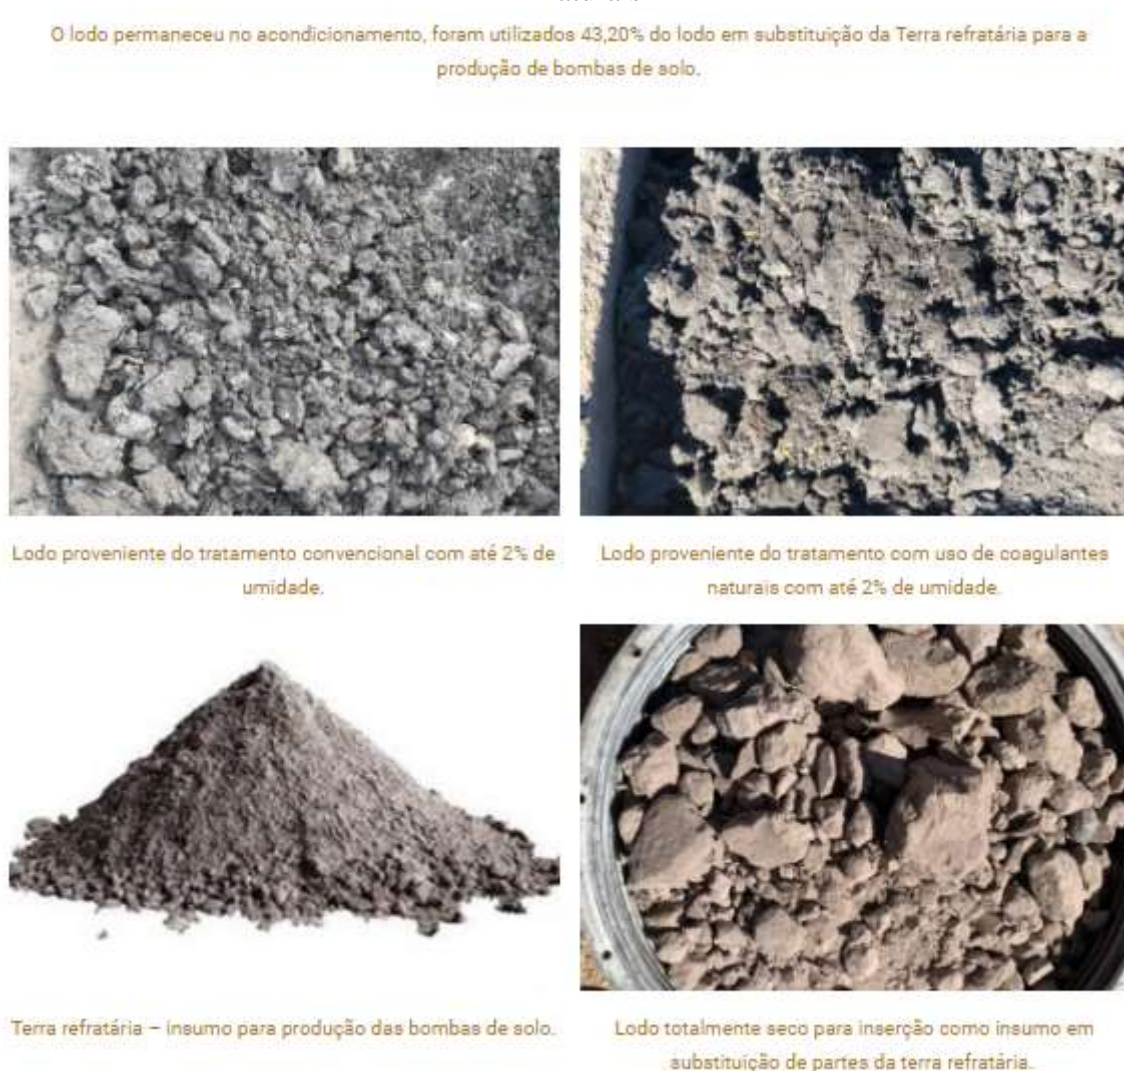 O lodo permaneceu no acondicionamento, foram utilizados 43,20% do lodo em substituição da Terra refratária para a
produção de bombas de solo.
Lodo proveniente do tratamento convencional com até 2% de
umidade.
Lodo proveniente do tratamento com uso de coagulantes
naturais com até 2% de umidade.
Terra refratária – insumo para produção das bombas de solo.
Lodo totalmente seco para inserção como insumo em
substituição de partes da terra refratária.